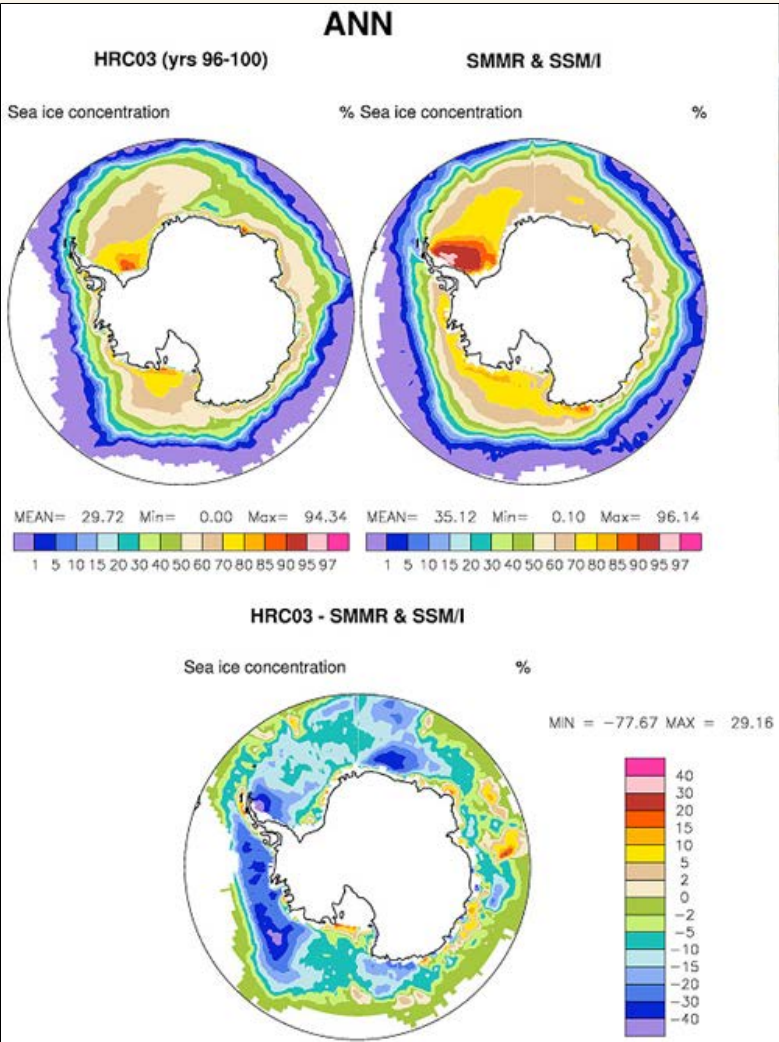 ANN
HRC03 (yrs 96-100)
SMMR & SSM/I
Sea ice concentration %
Sea ice concentration %
MEAN= 29.72 Min= 0.00 Max= 94.34
MEAN= 35.12 Min= 0.10 Max= 96.14
1 5 10 15 20 30 40 50 60 70 80 85 90 95 97
1 5 10 15 20 30 40 50 60 70 80 85 90 95 97
HRC03 - SMMR & SSM/I
Sea ice concentration %
MIN = -77.67 MAX = 29.16
40
30
20
15
10
5
2
0
-2
-5
-10
-15
-20
-30
-40